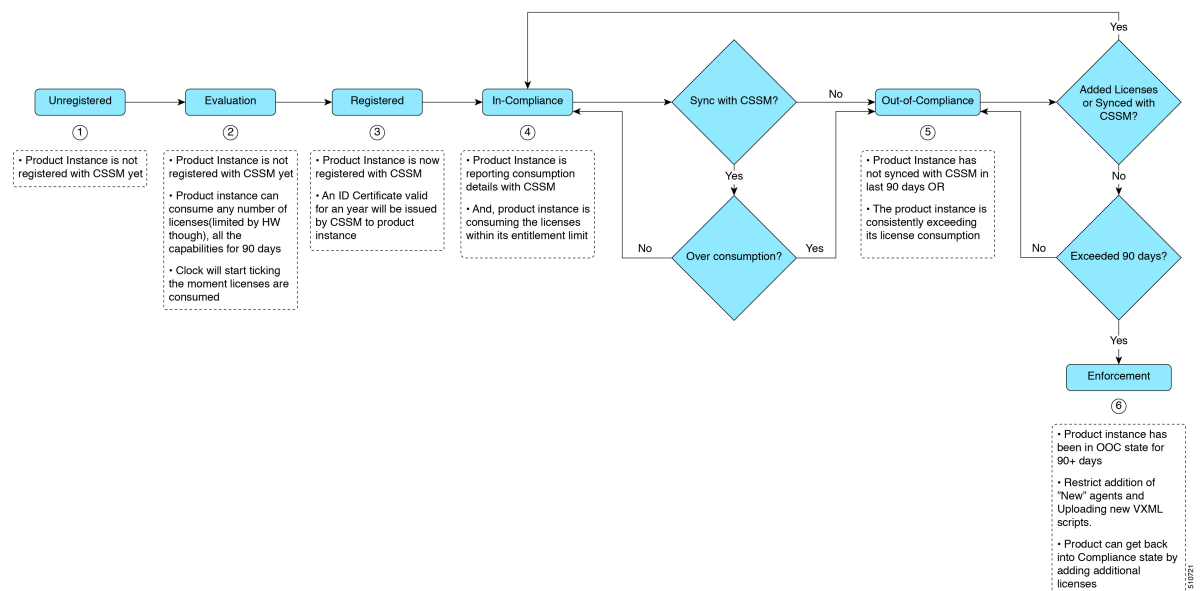 Yes
Unregistered
Evaluation
Registered
In-Compliance
Sync with CSSM?
No
Out-of-Compliance
Added Licenses
or Synced with
CSSM?
1
2
3
4
5
• Product Instance is not
registered with CSSM yet
• Product Instance is not
registered with CSSM yet
• Product instance can
consume any number of
licenses(limited by HW
though), all the
capabilities for 90 days
• Clock will start ticking
the moment licenses are
consumed
• Product Instance is now
registered with CSSM
• An ID Certificate valid
for an year will be issued
by CSSM to product
instance
• Product Instance is
reporting consumption
details with CSSM
• And, product instance is
consuming the licenses
within its entitlement limit
Yes
No
Over consumption?
Yes
• Product Instance has
not synced with CSSM in
last 90 days OR
• The product instance is
consistently exceeding
its license consumption
No
No
Exceeded 90 days?
Yes
Enforcement
6
• Product instance has
been in OOC state for
90+ days
• Restrict addition of
"New" agents and
Uploading new VXML
scripts.
• Product can get back
into Compliance state by
adding additional
licenses
510721